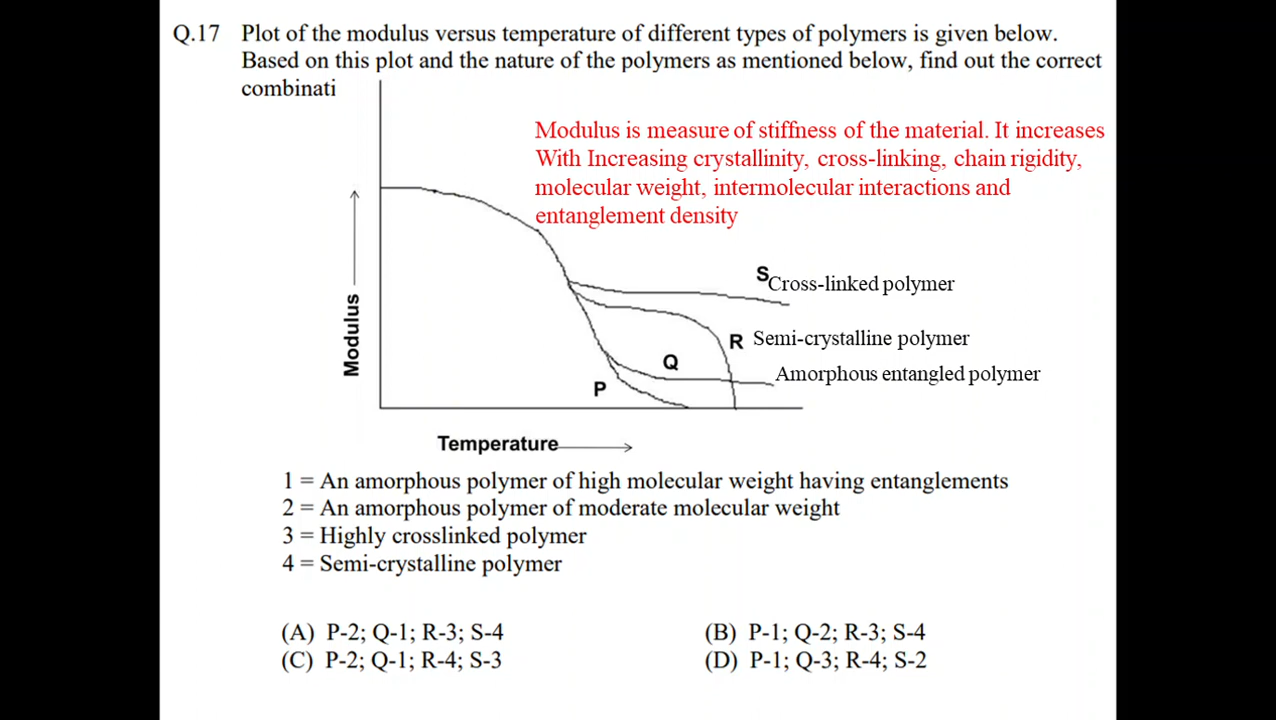 Q.17 Plot of the modulus versus temperature of different types of polymers is given below.
Based on this plot and the nature of the polymers as mentioned below, find out the correct
combinati
Modulus is measure of stiffness of the material. It increases
With Increasing crystallinity, cross-linking, chain rigidity,
molecular weight, intermolecular interactions and
entanglement density
S Cross-linked polymer
R Semi-crystalline polymer
Q
Amorphous entangled polymer
P
Modulus
Temperature
1 = An amorphous polymer of high molecular weight having entanglements
2 = An amorphous polymer of moderate molecular weight
3 = Highly crosslinked polymer
4 = Semi-crystalline polymer
(A) P-2; Q-1; R-3; S-4 (B) P-1; Q-2; R-3; S-4
(C) P-2; Q-1; R-4; S-3 (D) P-1; Q-3; R-4; S-2